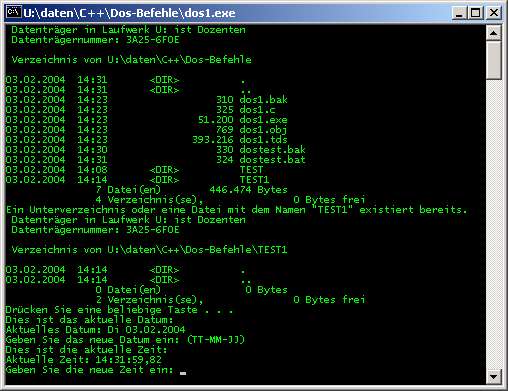 U:\daten\C++\Dos-Befehle\dos1.exe
Datenträger in Laufwerk U: ist Dozenten
Datenträgernummer: 3A25-6F0E
Verzeichnis von U:\daten\C++\Dos-Befehle
03.02.2004  14:31       <DIR>          .
03.02.2004  14:31       <DIR>          ..
03.02.2004  14:23                  310 dos1.bak
03.02.2004  14:23                  325 dos1.c
03.02.2004  14:23               51.200 dos1.exe
03.02.2004  14:23                  769 dos1.obj
03.02.2004  14:23              393.216 dos1.tds
03.02.2004  14:30                  330 dostest.bak
03.02.2004  14:31                  324 dostest.bat
03.02.2004  14:08       <DIR>          TEST
03.02.2004  14:14       <DIR>          TEST1
7 Datei(en)        446.474 Bytes
4 Verzeichnis(se),              0 Bytes frei
Ein Unterverzeichnis oder eine Datei mit dem Namen "TEST1" existiert bereits.
Datenträger in Laufwerk U: ist Dozenten
Datenträgernummer: 3A25-6F0E
Verzeichnis von U:\daten\C++\Dos-Befehle\TEST1
03.02.2004  14:14       <DIR>          .
03.02.2004  14:14       <DIR>          ..
0 Datei(en)              0 Bytes
2 Verzeichnis(se),              0 Bytes frei
Drücken Sie eine beliebige Taste . . .
Dies ist das aktuelle Datum:
Aktuelles Datum: Di 03.02.2004
Geben Sie das neue Datum ein: (TT-MM-JJ)
Dies ist die aktuelle Zeit:
Aktuelle Zeit: 14:31:59,82
Geben Sie die neue Zeit ein: _